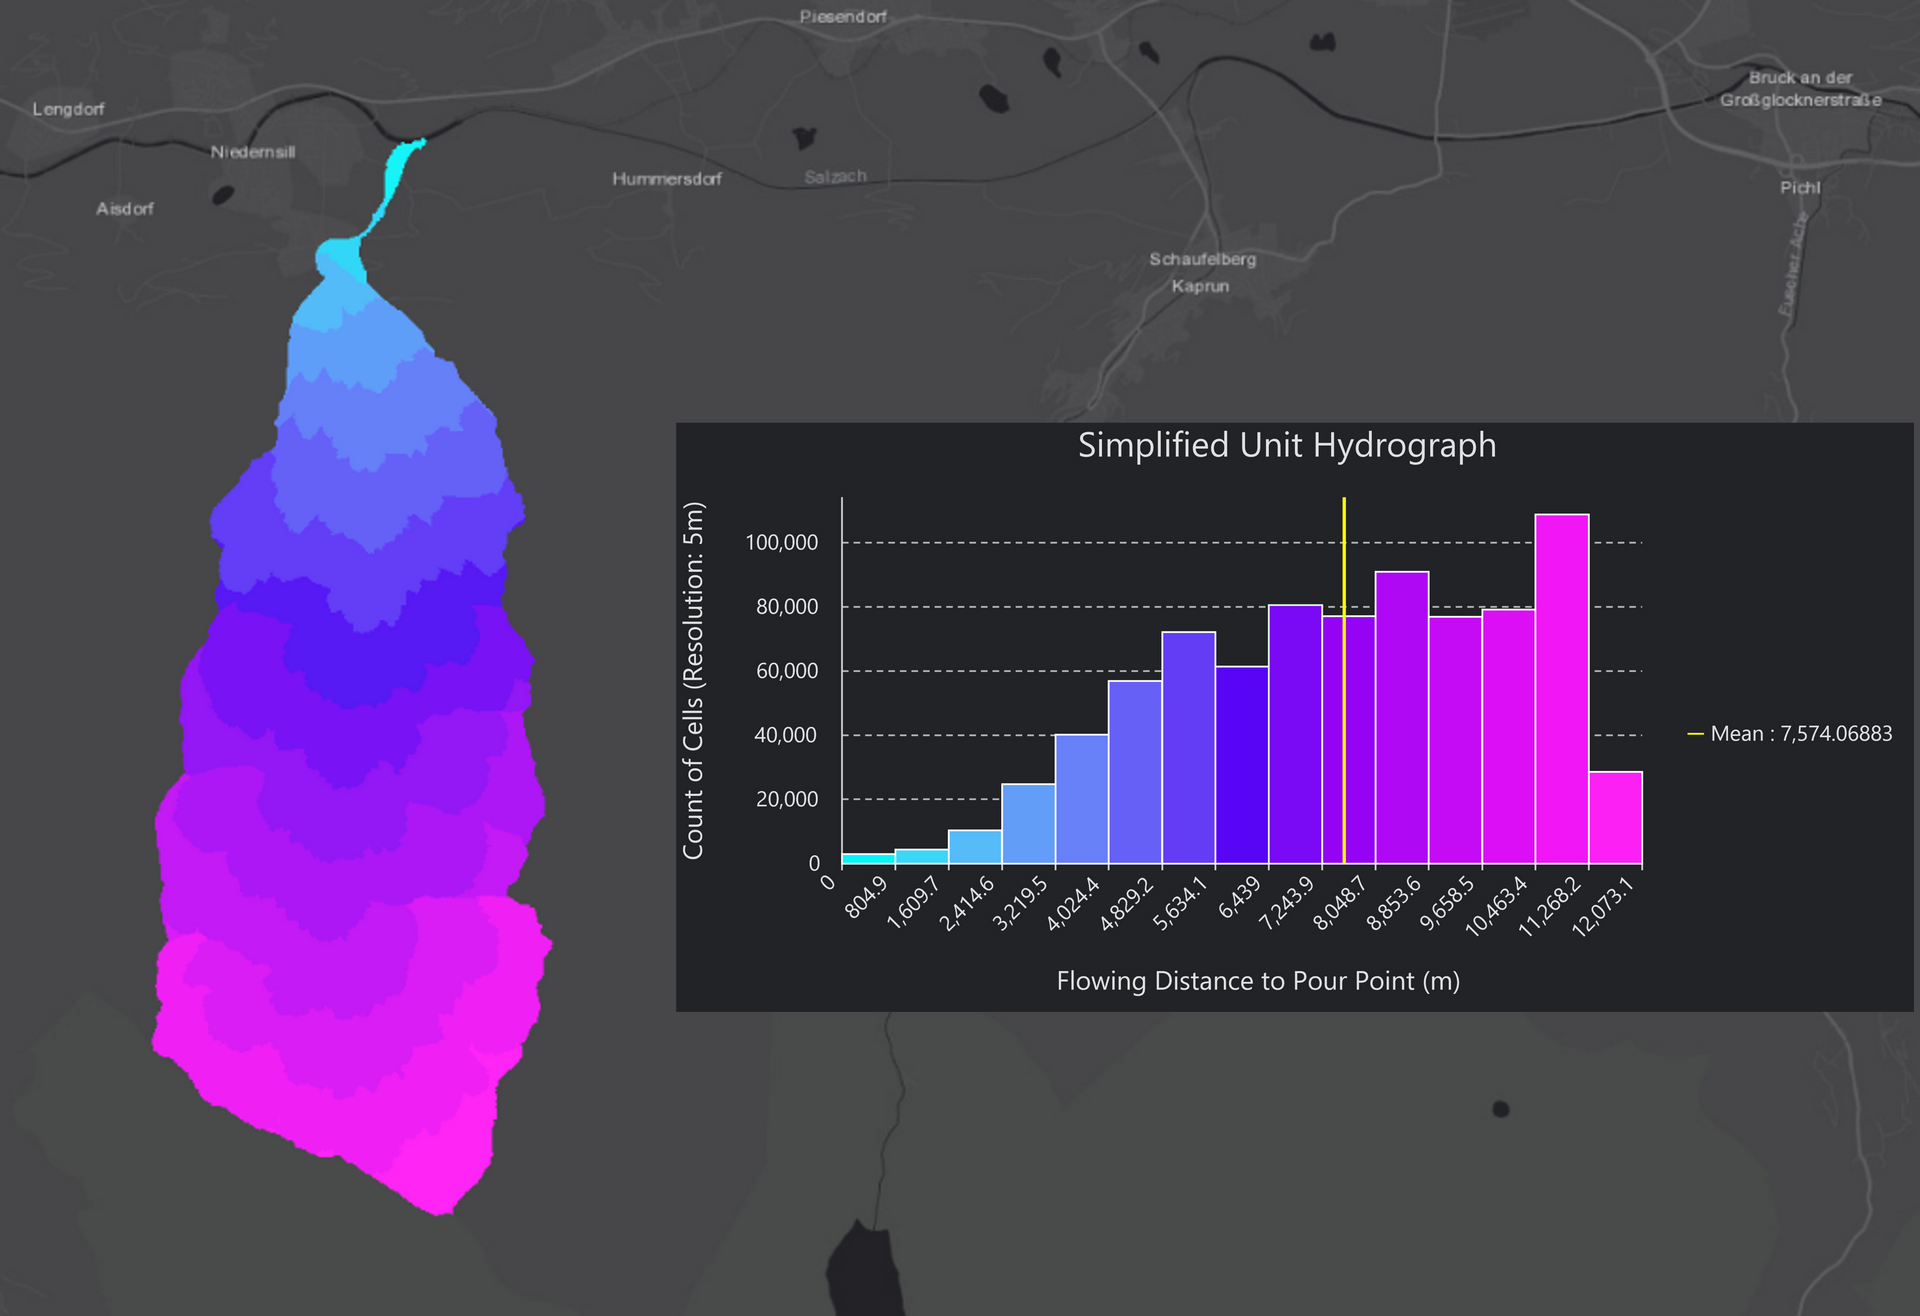 Piesendorf
Bruck an der
Großglocknerstraße
Lengdorf
Niedernsill
Hummersdorf
Salzach
Pichl
Aisdorf
Fuscher Ache
Schaufelberg
Kaprun
Simplified Unit Hydrograph
Count of Cells (Resolution: 5m)
100,000
80,000
60,000
40,000
20,000
0
Mean : 7,574.06883
0
804.9
1,609.7
2,414.6
3,219.5
4,024.4
4,829.2
5,634.1
6,439
7,243.9
8,048.7
8,853.6
9,658.5
10,463.4
11,268.2
12,073.1
Flowing Distance to Pour Point (m)